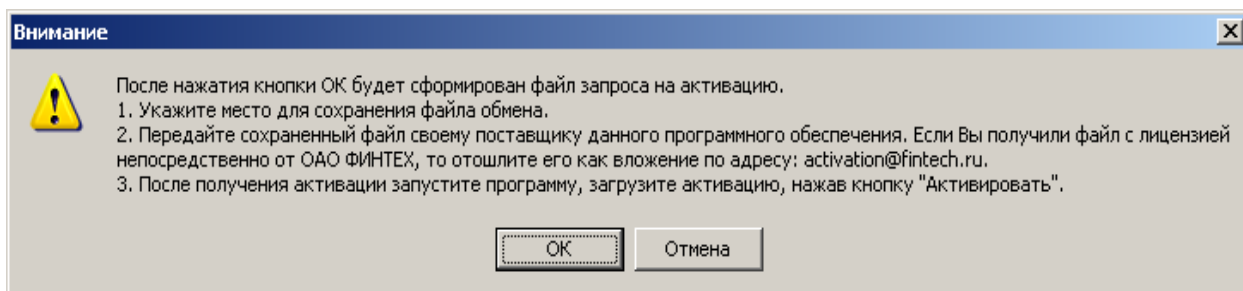 Внимание
После нажатия кнопки ОК будет сформирован файл запроса на активацию.
1. Укажите место для сохранения файла обмена.
2. Передайте сохраненный файл своему поставщику данного программного обеспечения. Если Вы получили файл с лицензией
непосредственно от ОАО ФИНТЕХ, то отошлите его как вложение по адресу: activation@fintech.ru.
3. После получения активации запустите программу, загрузите активацию, нажав кнопку "Активировать".
ОК
Отмена